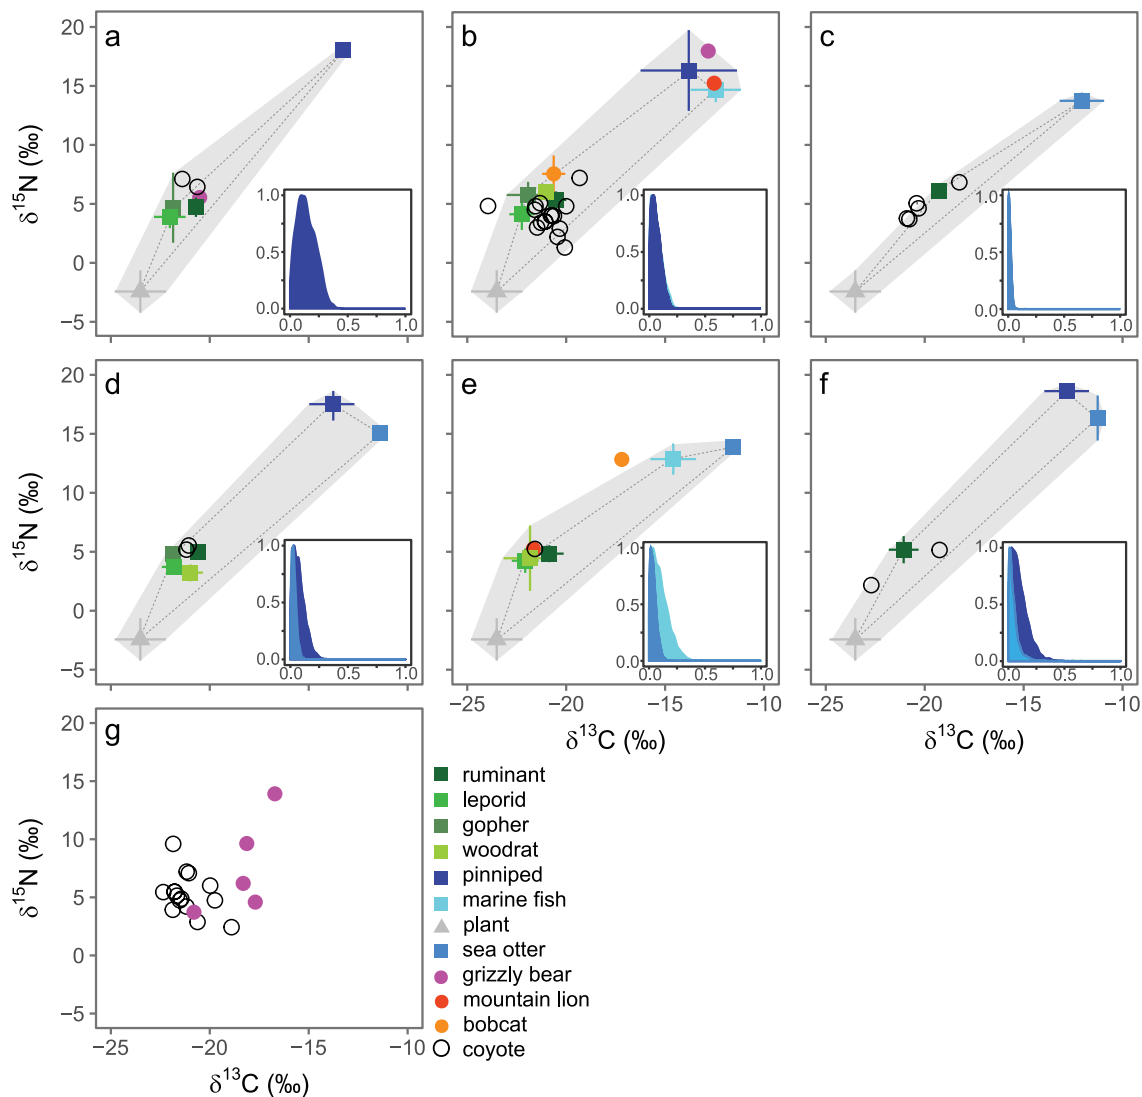 a
b
c
20
15
10
5
0
−5
δ15N (‰)
1.0
0.5
0.0
0.0
0.5
1.0
1.0
0.5
0.0
0.0
0.5
1.0
1.0
0.5
0.0
0.0
0.5
1.0
d
e
f
20
15
10
5
0
−5
δ15N (‰)
1.0
0.5
0.0
0.0
0.5
1.0
1.0
0.5
0.0
0.0
0.5
1.0
1.0
0.5
0.0
0.0
0.5
1.0
−25 −20 −15 −10
δ13C (‰)
−25 −20 −15 −10
δ13C (‰)
g
20
15
10
5
0
−5
δ15N (‰)
−25 −20 −15 −10
δ13C (‰)
ruminant
leporid
gopher
woodrat
pinniped
marine fish
plant
sea otter
grizzly bear
mountain lion
bobcat
coyote